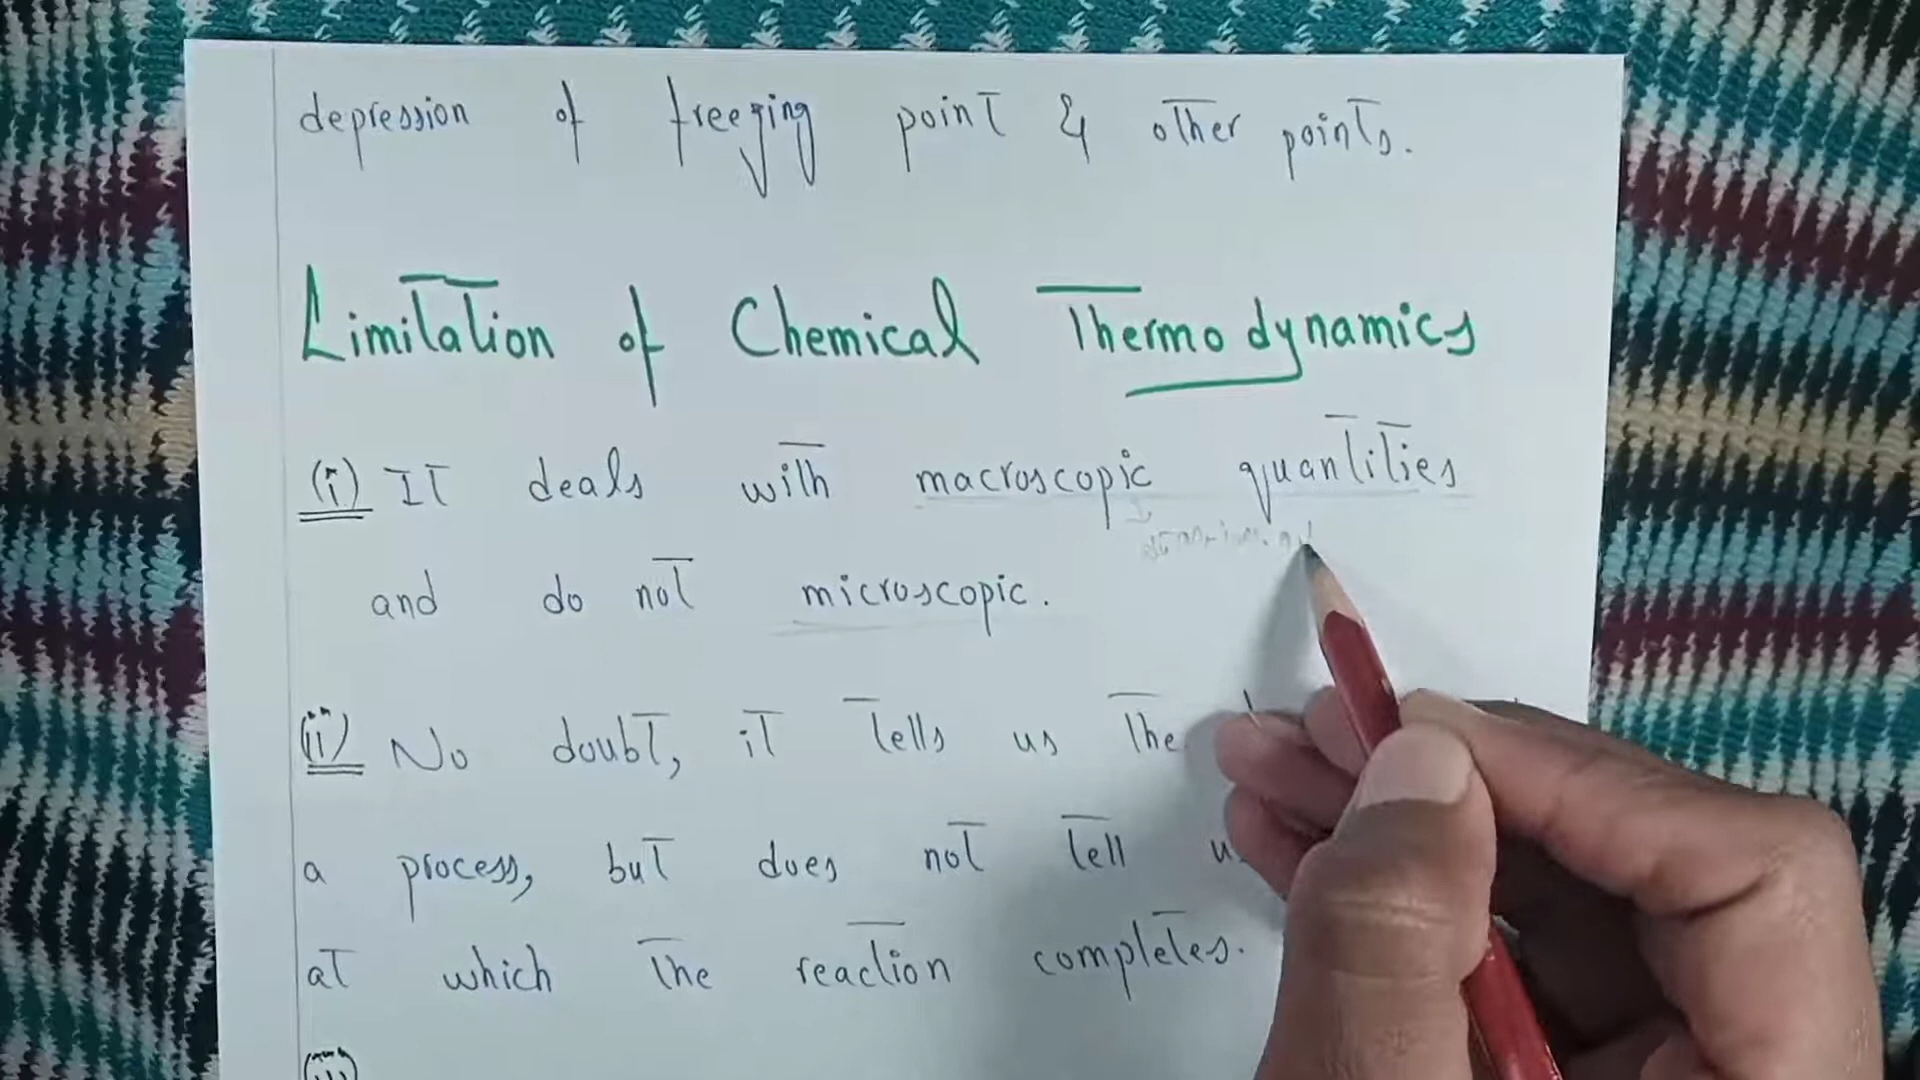 depression of freezing point & other points.
Limitation of Chemical Thermodynamics
(i) It deals with macroscopic quantities
and do not microscopic.
(ii) No doubt, it tells us the
a process, but does not tell
at which the reaction completes.
(iii)